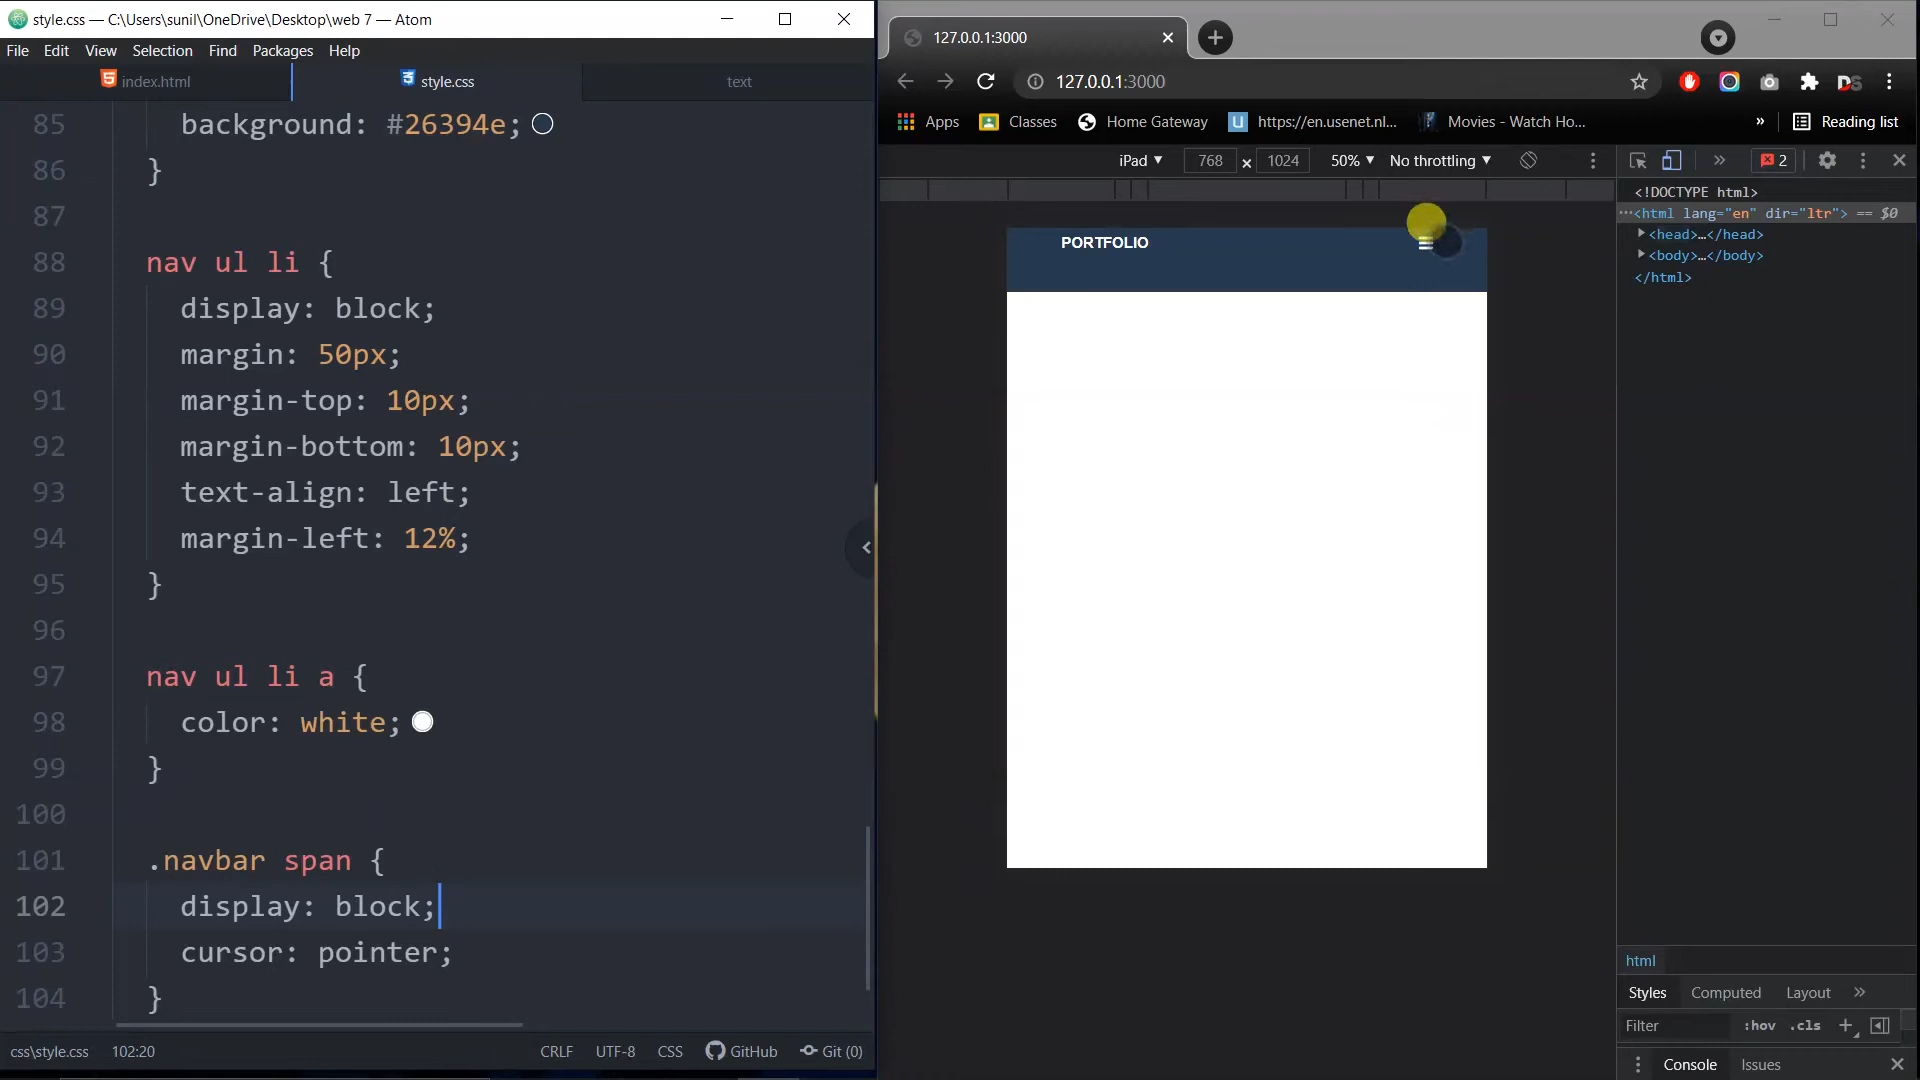 style.css — C:\Users\sunil\OneDrive\Desktop\web 7 — Atom
File Edit View Selection Find Packages Help
index.html style.css text
85 background: #26394e;
86 }
87
88 nav ul li {
89 display: block;
90 margin: 50px;
91 margin-top: 10px;
92 margin-bottom: 10px;
93 text-align: left;
94 margin-left: 12%;
95 }
96
97 nav ul li a {
98 color: white;
99 }
100
101 .navbar span {
102 display: block;
103 cursor: pointer;
104 }
css\style.css 102:20 CRLF UTF-8 CSS GitHub Git (0)
127.0.0.1:3000
127.0.0.1:3000
Apps Classes Home Gateway https://en.usenet.nl... Movies - Watch Ho... » Reading list
iPad 768 × 1024 50% No throttling
PORTFOLIO
» 2
<!DOCTYPE html>
⋯<html lang="en" dir="ltr"> == $0
<head>…</head>
<body>…</body>
</html>
html
Styles Computed Layout »
Filter :hov .cls +
Console Issues